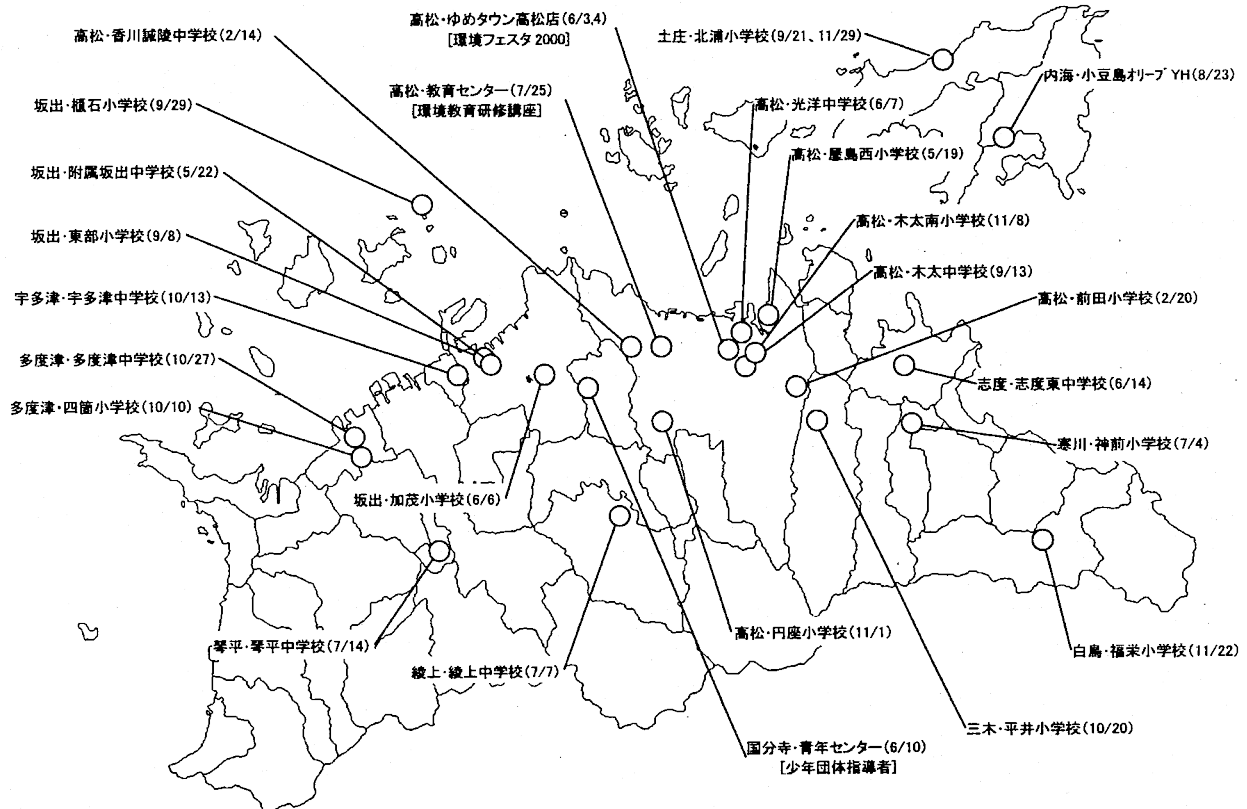 高松・香川誠陵中学校(2/14)
高松・ゆめタウン高松店(6/3,4)
[環境フェスタ2000]
土庄・北浦小学校(9/21、11/29)
内海・小豆島オリーブYH(8/23)
坂出・櫃石小学校(9/29)
高松・教育センター(7/25)
[環境教育研修講座]
高松・光洋中学校(6/7)
高松・屋島西小学校(5/19)
坂出・附属坂出中学校(5/22)
高松・木太南小学校(11/8)
坂出・東部小学校(9/8)
高松・木太中学校(9/13)
宇多津・宇多津中学校(10/13)
高松・前田小学校(2/20)
多度津・多度津中学校(10/27)
志度・志度東中学校(6/14)
多度津・四箇小学校(10/10)
寒川・神前小学校(7/4)
坂出・加茂小学校(6/6)
高松・円座小学校(11/1)
琴平・琴平中学校(7/14)
白鳥・福栄小学校(11/22)
綾上・綾上中学校(7/7)
三木・平井小学校(10/20)
国分寺・青年センター(6/10)
[少年団体指導者]